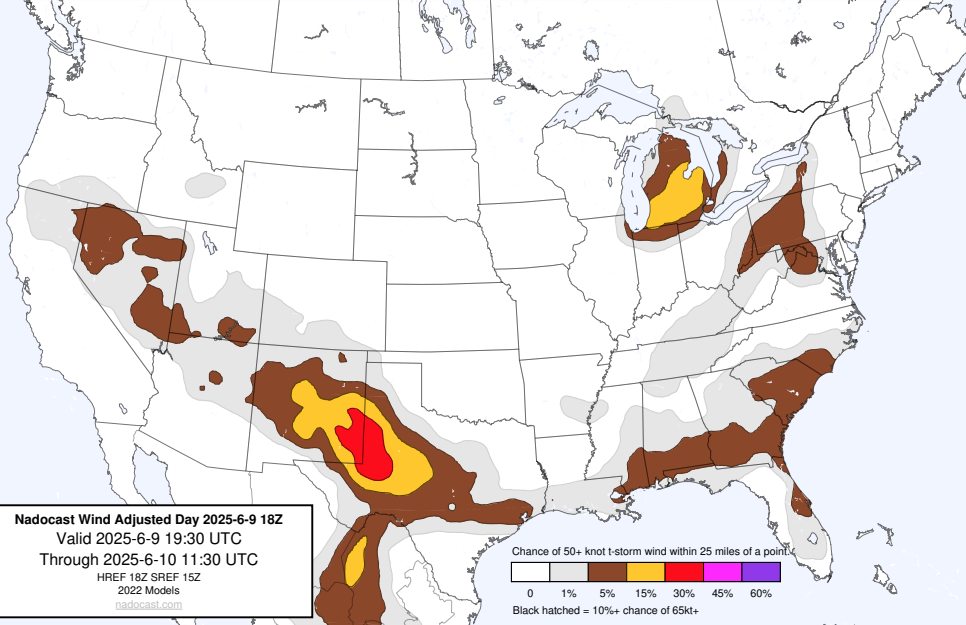 Nadocast Wind Adjusted Day 2025-6-9 18Z
Valid 2025-6-9 19:30 UTC
Through 2025-6-10 11:30 UTC
HREF 18Z SREF 15Z
2022 Models
nadocast.com
Chance of 50+ knot t-storm wind within 25 miles of a point.
0 1% 5% 15% 30% 45% 60%
Black hatched = 10%+ chance of 65kt+